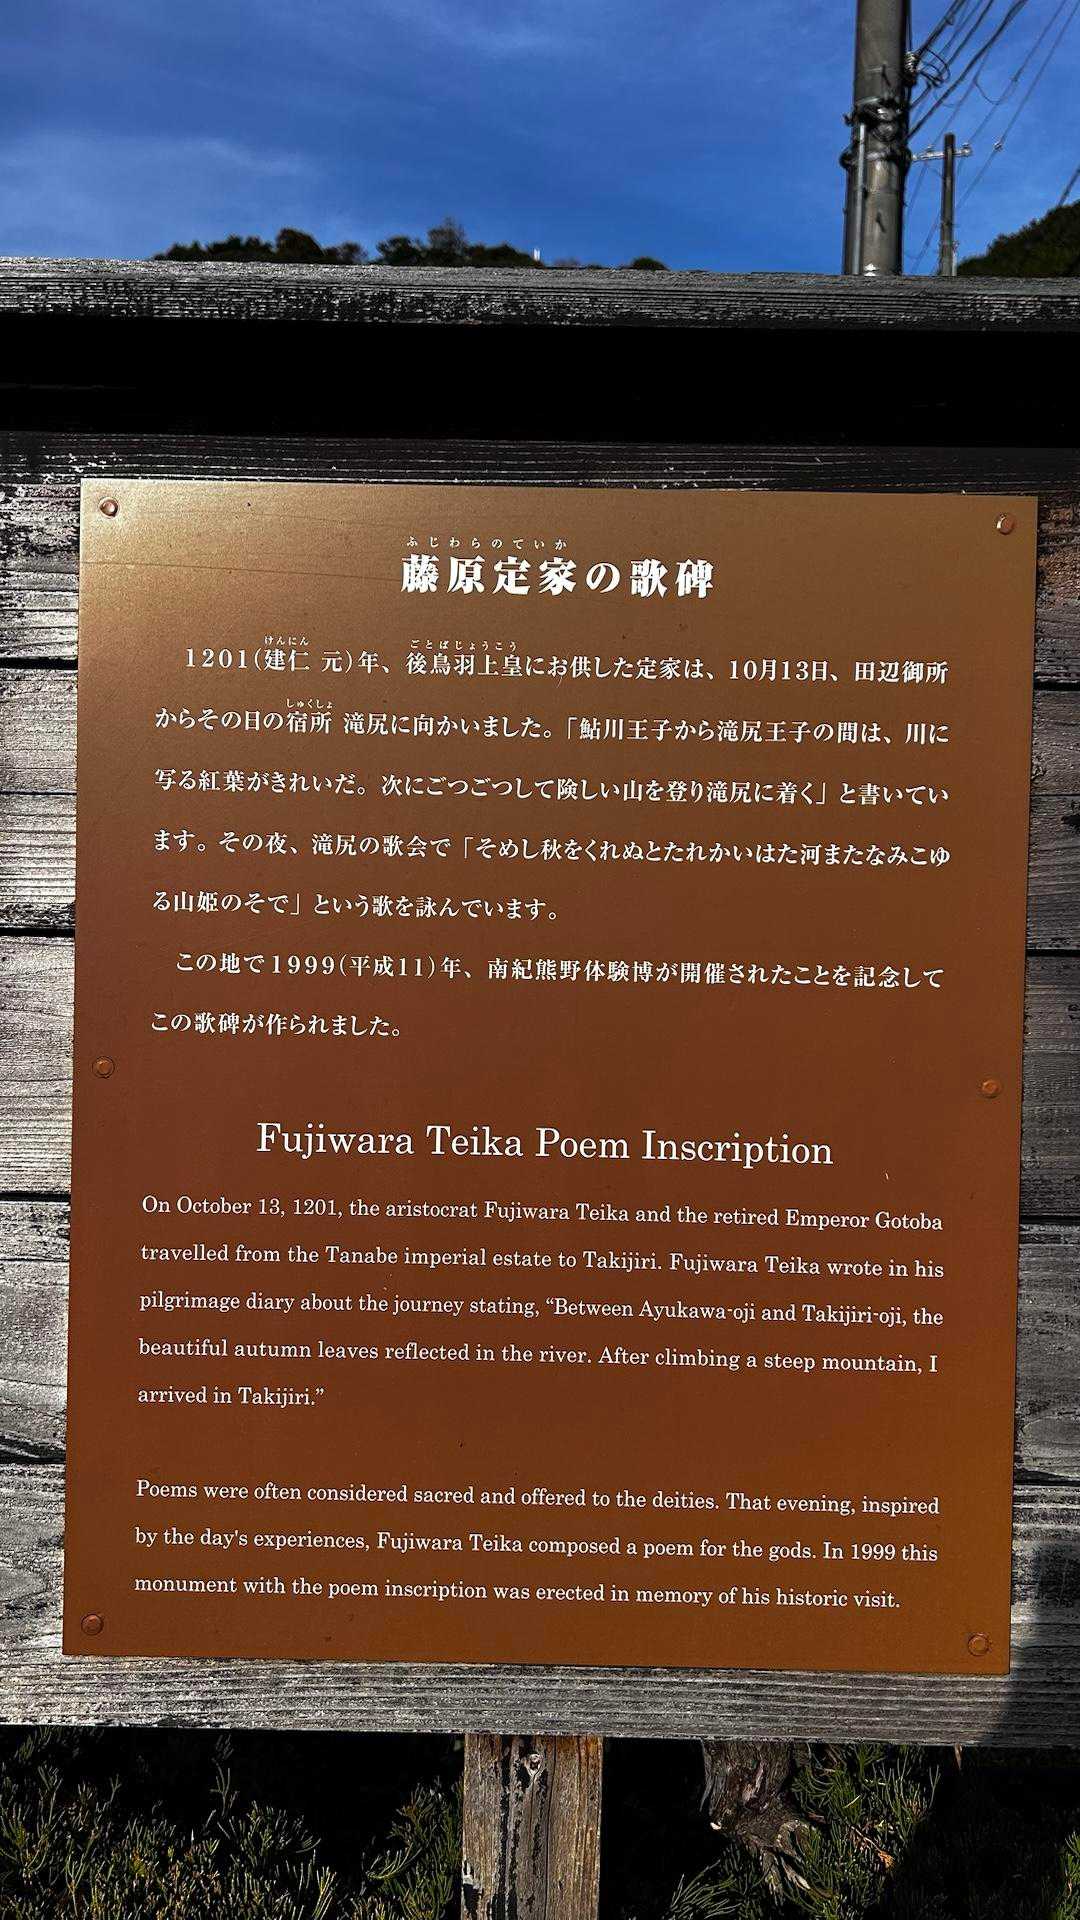 ふじわらのていか
藤原定家の歌碑
けんにん ごとばじょうこう
1201(建仁 元)年、後鳥羽上皇にお供した定家は、10月13日、田辺御所
しゅくしょ
からその日の宿所 滝尻に向かいました。「鮎川王子から滝尻王子の間は、川に
写る紅葉がきれいだ。次にごつごつして険しい山を登り滝尻に着く」と書いてい
ます。その夜、滝尻の歌会で「そめし秋をくれぬとたれかいはた河またなみこゆ
る山姫のそで」という歌を詠んでいます。
この地で1999(平成11)年、南紀熊野体験博が開催されたことを記念して
この歌碑が作られました。
Fujiwara Teika Poem Inscription
On October 13, 1201, the aristocrat Fujiwara Teika and the retired Emperor Gotoba
travelled from the Tanabe imperial estate to Takijiri. Fujiwara Teika wrote in his
pilgrimage diary about the journey stating, “Between Ayukawa-oji and Takijiri-oji, the
beautiful autumn leaves reflected in the river. After climbing a steep mountain, I
arrived in Takijiri.”
Poems were often considered sacred and offered to the deities. That evening, inspired
by the day's experiences, Fujiwara Teika composed a poem for the gods. In 1999 this
monument with the poem inscription was erected in memory of his historic visit.